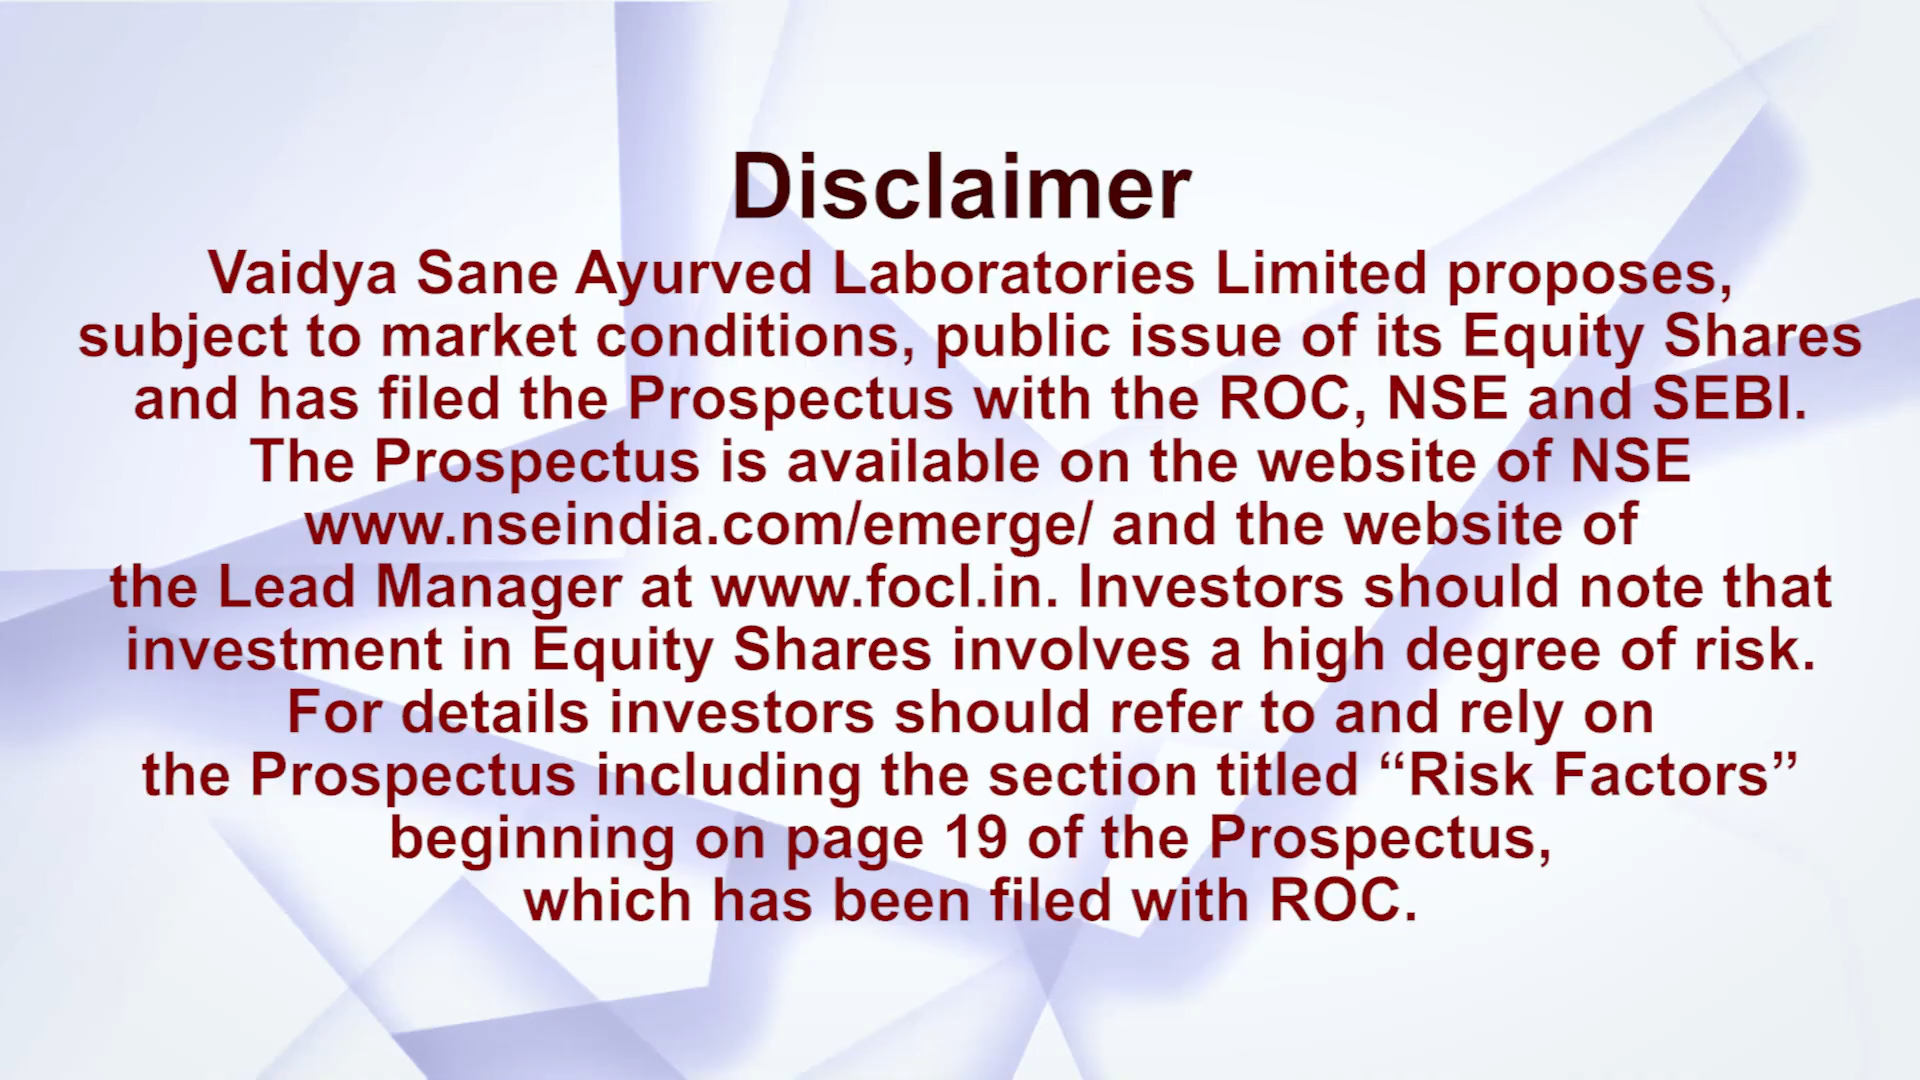 Disclaimer
Vaidya Sane Ayurved Laboratories Limited proposes,
subject to market conditions, public issue of its Equity Shares
and has filed the Prospectus with the ROC, NSE and SEBI.
The Prospectus is available on the website of NSE
www.nseindia.com/emerge/ and the website of
the Lead Manager at www.focl.in. Investors should note that
investment in Equity Shares involves a high degree of risk.
For details investors should refer to and rely on
the Prospectus including the section titled “Risk Factors”
beginning on page 19 of the Prospectus,
which has been filed with ROC.